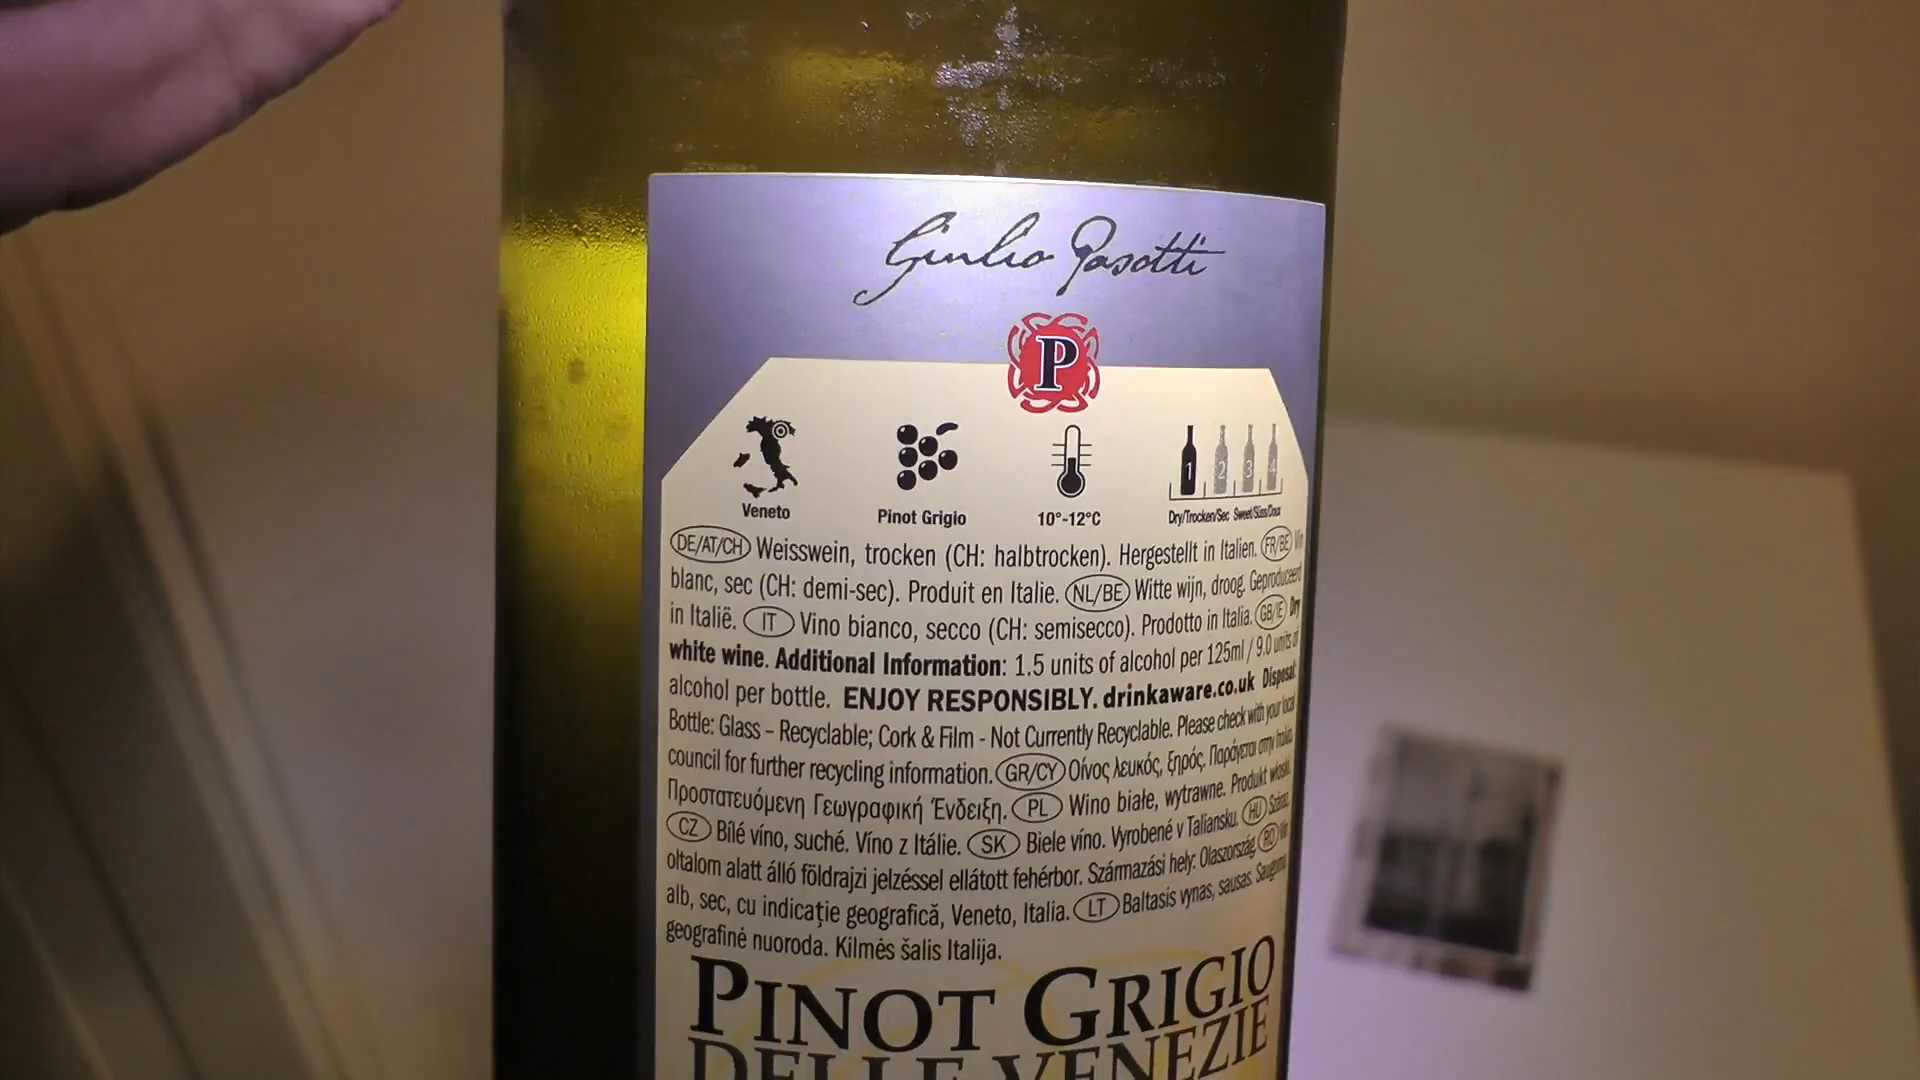 Giulio Pasotti
P
Veneto
Pinot Grigio
10°-12°C
1 2 3 4
Dry/Trocken/Sec Sweet/Süss/Doux
DE/AT/CH Weisswein, trocken (CH: halbtrocken). Hergestellt in Italien. FR/BE Vin
blanc, sec (CH: demi-sec). Produit en Italie. NL/BE Witte wijn, droog. Geproduceerd
in Italië. IT Vino bianco, secco (CH: semisecco). Prodotto in Italia. GB/IE Dry
white wine. Additional Information: 1.5 units of alcohol per 125ml / 9.0 units of
alcohol per bottle. ENJOY RESPONSIBLY. drinkaware.co.uk Disposal:
Bottle: Glass – Recyclable; Cork & Film - Not Currently Recyclable. Please check with your local
council for further recycling information. GR/CY Οίνος λευκός, ξηρός. Παράγεται στην Ιταλία.
Προστατευόμενη Γεωγραφική Ένδειξη. PL Wino białe, wytrawne. Produkt włoski.
CZ Bílé víno, suché. Víno z Itálie. SK Biele víno. Vyrobené v Taliansku. HU Száraz,
oltalom alatt álló földrajzi jelzéssel ellátott fehérbor. Származási hely: Olaszország. RO Vin
alb, sec, cu indicație geografică, Veneto, Italia. LT Baltasis vynas, sausas. Saugoma
geografinė nuoroda. Kilmės šalis Italija.
PINOT GRIGIO
DELLE VENEZIE